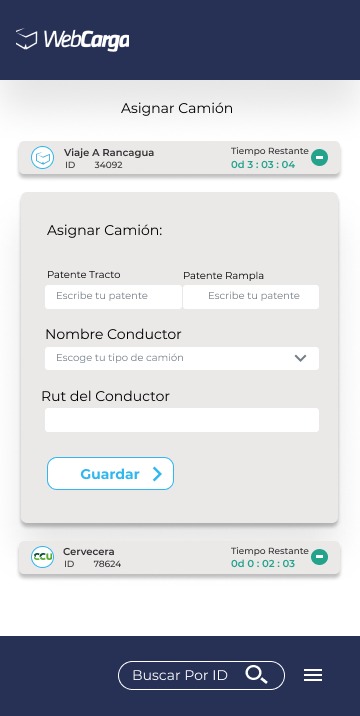 WebCarga
Asignar Camión
Viaje A Rancagua
ID 34092
Tiempo Restante
0d 3 : 03 : 04
Asignar Camión:
Patente Tracto Patente Rampla
Escribe tu patente Escribe tu patente
Nombre Conductor
Escoge tu tipo de camión
Rut del Conductor
Guardar
CCU
Cervecera
ID 78624
Tiempo Restante
0d 0 : 02 : 03
Buscar Por ID